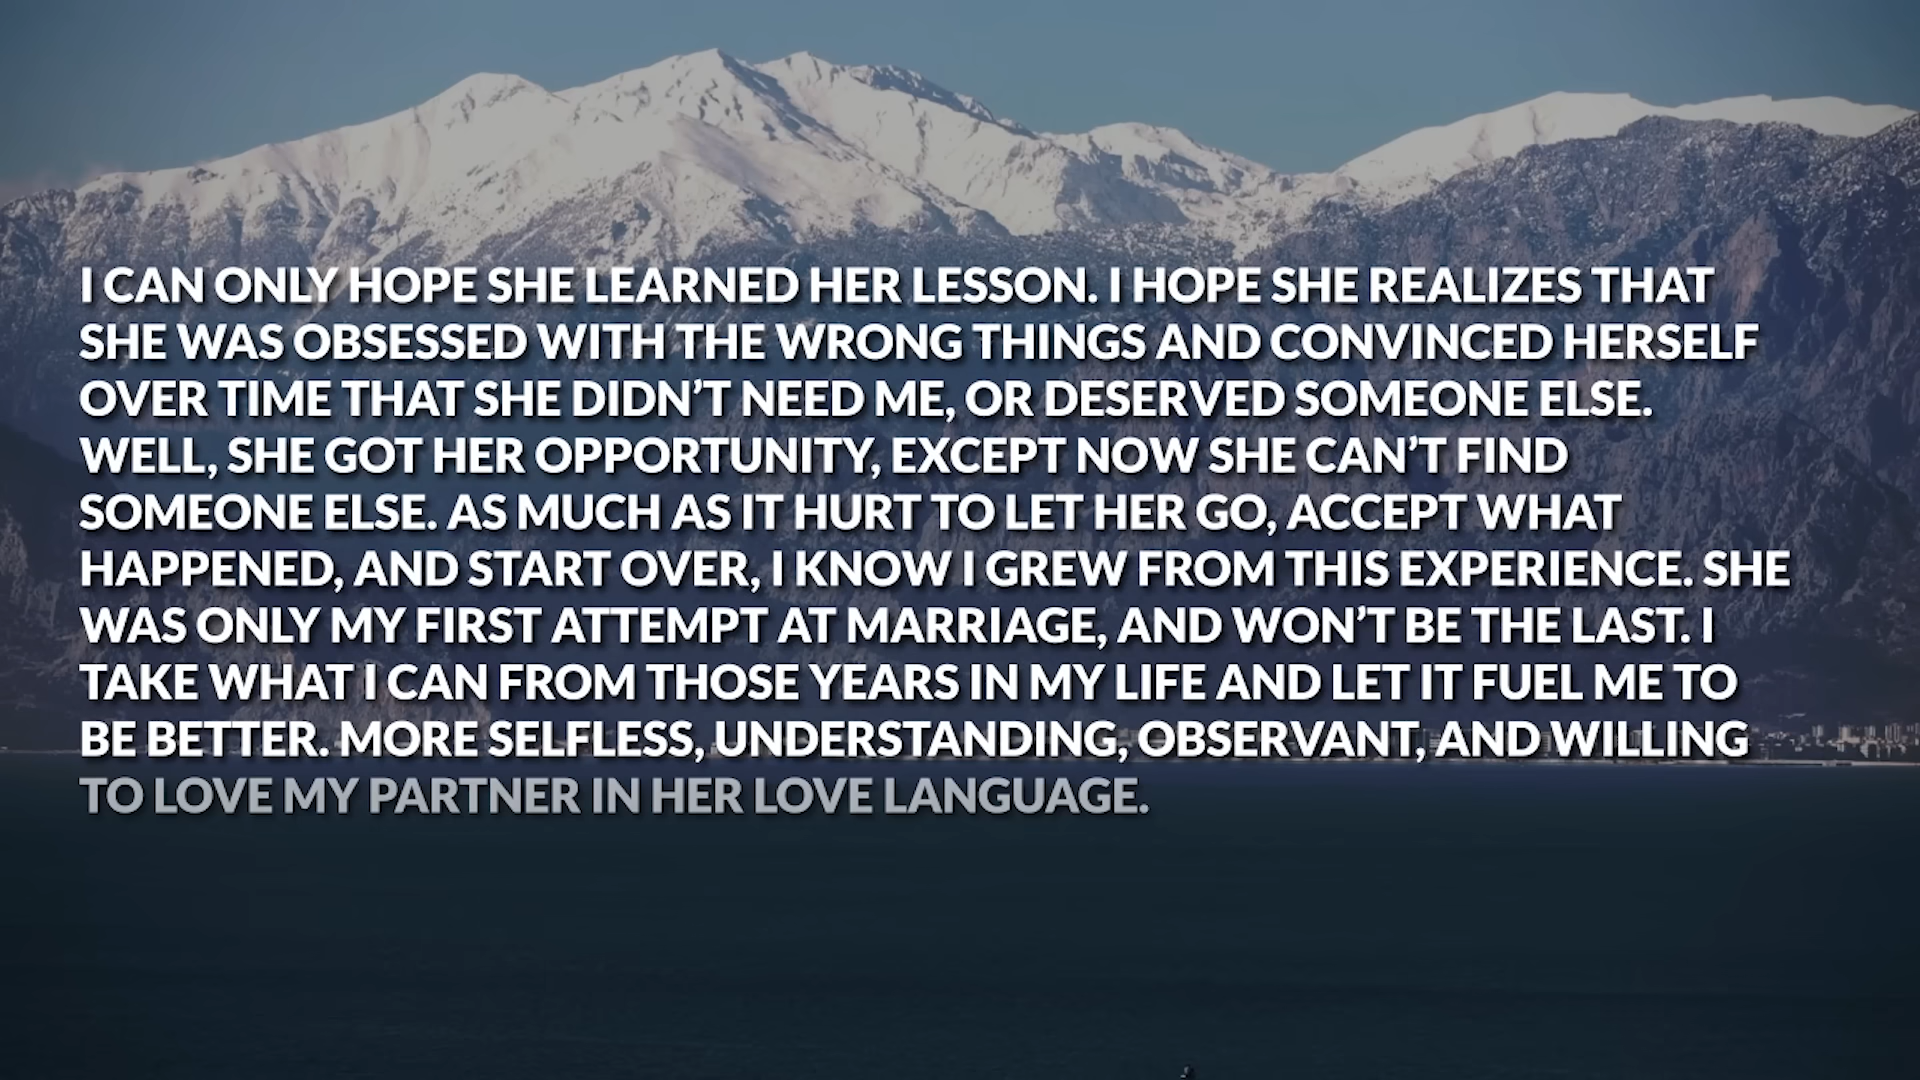 I CAN ONLY HOPE SHE LEARNED HER LESSON. I HOPE SHE REALIZES THAT
SHE WAS OBSESSED WITH THE WRONG THINGS AND CONVINCED HERSELF
OVER TIME THAT SHE DIDN’T NEED ME, OR DESERVED SOMEONE ELSE.
WELL, SHE GOT HER OPPORTUNITY, EXCEPT NOW SHE CAN’T FIND
SOMEONE ELSE. AS MUCH AS IT HURT TO LET HER GO, ACCEPT WHAT
HAPPENED, AND START OVER, I KNOW I GREW FROM THIS EXPERIENCE. SHE
WAS ONLY MY FIRST ATTEMPT AT MARRIAGE, AND WON’T BE THE LAST. I
TAKE WHAT I CAN FROM THOSE YEARS IN MY LIFE AND LET IT FUEL ME TO
BE BETTER. MORE SELFLESS, UNDERSTANDING, OBSERVANT, AND WILLING
TO LOVE MY PARTNER IN HER LOVE LANGUAGE.